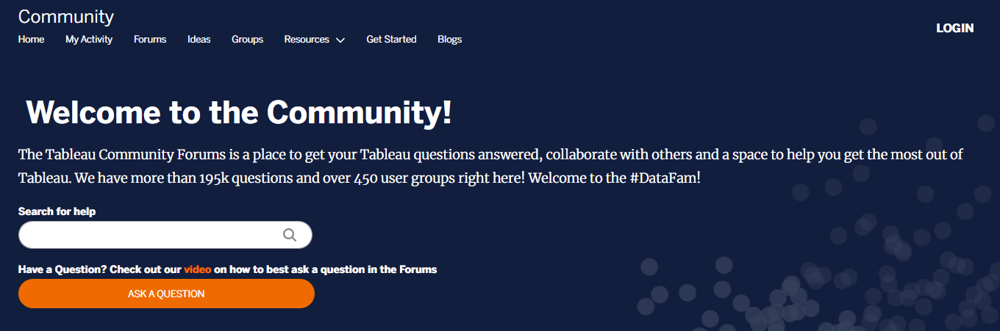 Community
Home My Activity Forums Ideas Groups Resources Get Started Blogs
LOGIN
Welcome to the Community!
The Tableau Community Forums is a place to get your Tableau questions answered, collaborate with others and a space to help you get the most out of
Tableau. We have more than 195k questions and over 450 user groups right here! Welcome to the #DataFam!
Search for help
Have a Question? Check out our video on how to best ask a question in the Forums
ASK A QUESTION